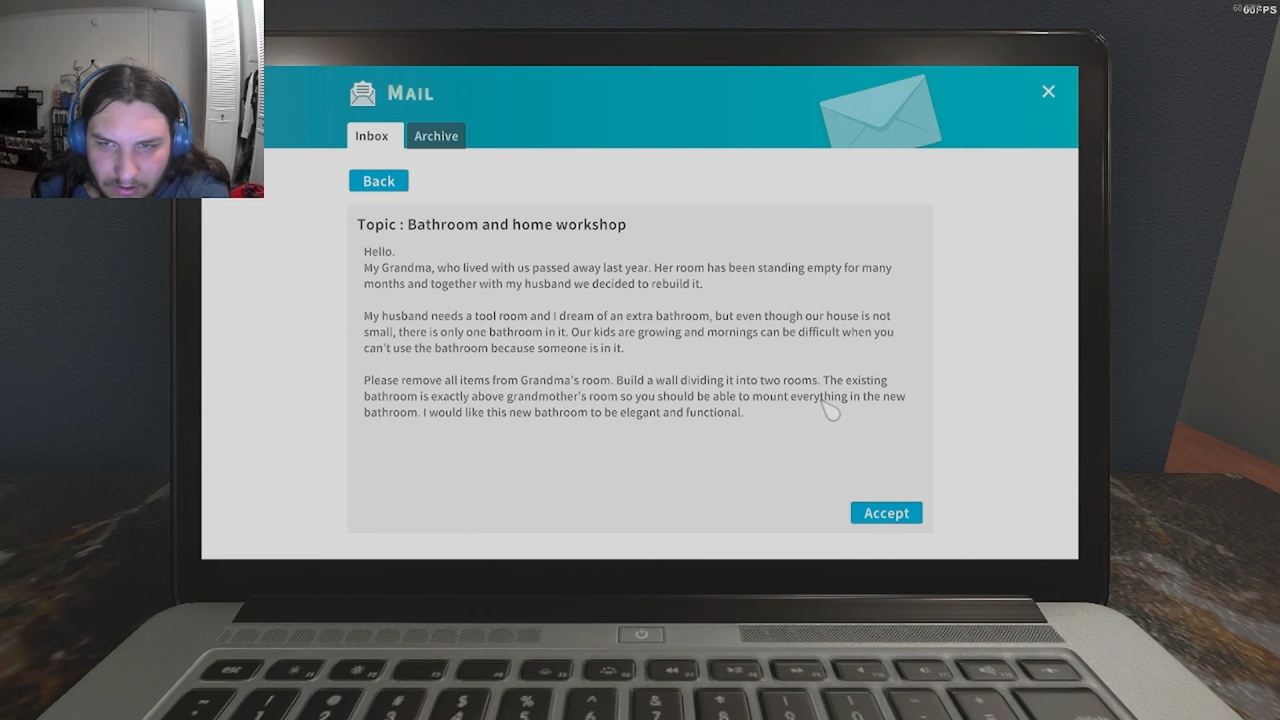 60FPS
MAIL
Inbox
Archive
Back
Topic : Bathroom and home workshop
Hello.
My Grandma, who lived with us passed away last year. Her room has been standing empty for many
months and together with my husband we decided to rebuild it.
My husband needs a tool room and I dream of an extra bathroom, but even though our house is not
small, there is only one bathroom in it. Our kids are growing and mornings can be difficult when you
can't use the bathroom because someone is in it.
Please remove all items from Grandma's room. Build a wall dividing it into two rooms. The existing
bathroom is exactly above grandmother's room so you should be able to mount everything in the new
bathroom. I would like this new bathroom to be elegant and functional.
Accept
esc